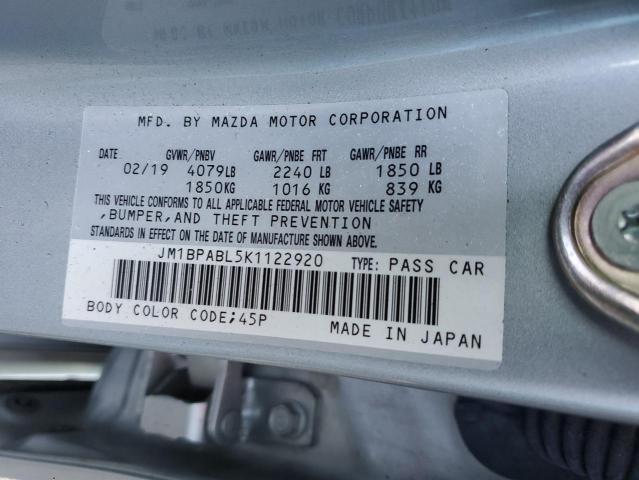 MFD. BY MAZDA MOTOR CORPORATION
DATE GVWR/PNBV GAWR/PNBE FRT GAWR/PNBE RR
02/19 4079LB 2240 LB 1850 LB
1850KG 1016 KG 839 KG
THIS VEHICLE CONFORMS TO ALL APPLICABLE FEDERAL MOTOR VEHICLE SAFETY
,BUMPER,AND THEFT PREVENTION
STANDARDS IN EFFECT ON THE DATE OF MANUFACTURE SHOWN ABOVE.
JM1BPABL5K1122920 TYPE: PASS CAR
BODY COLOR CODE;45P MADE IN JAPAN